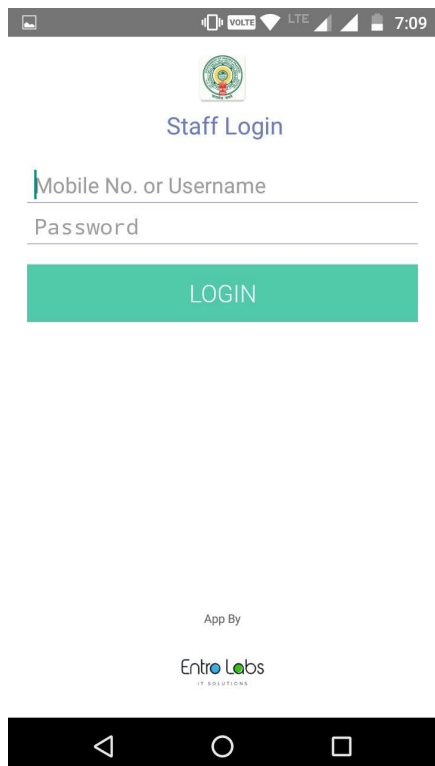 VOLTE LTE 7:09
Staff Login
Mobile No. or Username
Password
LOGIN
App By
Entro Labs
IT SOLUTIONS